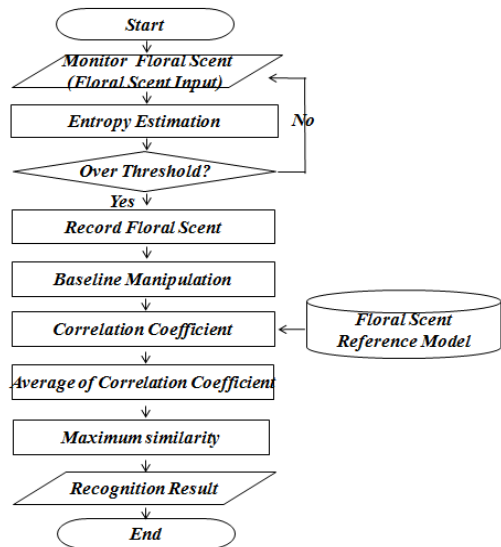 Start
Monitor Floral Scent
(Floral Scent Input)
Entropy Estimation
No
Over Threshold?
Yes
Record Floral Scent
Baseline Manipulation
Correlation Coefficient
Floral Scent
Reference Model
Average of Correlation Coefficient
Maximum similarity
Recognition Result
End